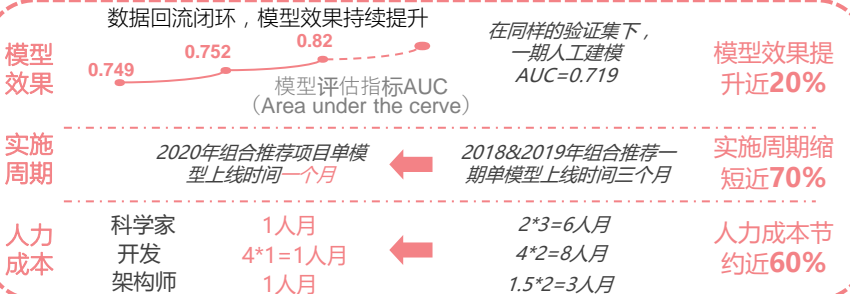 数据回流闭环，模型效果持续提升
模型
效果
0.749
0.752
0.82
模型评估指标AUC
（Area under the cerve）
在同样的验证集下，
一期人工建模
AUC=0.719
模型效果提
升近20%
实施
周期
2020年组合推荐项目单模
型上线时间一个月
2018&2019年组合推荐一
期单模型上线时间三个月
实施周期缩
短近70%
人力
成本
科学家
1人月
2*3=6人月
开发
4*1=1人月
4*2=8人月
架构师
1人月
1.5*2=3人月
人力成本节
约近60%